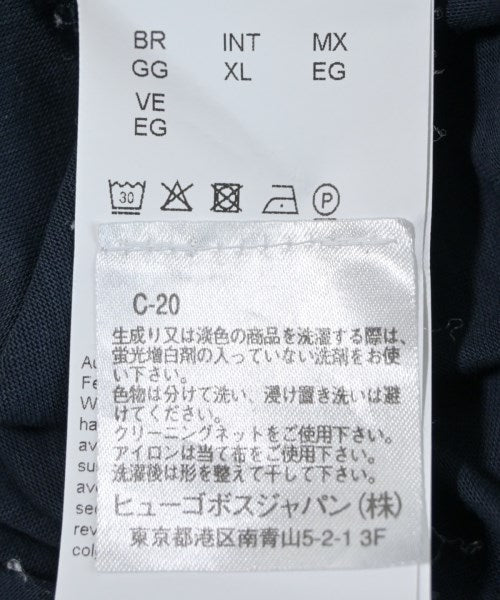 BR INT MX
GG XL EG
VE
EG
30 P
C-20
生成り又は淡色の商品を洗濯する際は、
蛍光増白剤の入っていない洗剤をお使
い下さい。
色物は分けて洗い、浸け置き洗いは避
けてください。
クリーニングネットをご使用下さい。
アイロンは当て布をご使用下さい。
洗濯後は形を整えて干して下さい。
ヒューゴボスジャパン(株)
東京都港区南青山5-2-1 3F